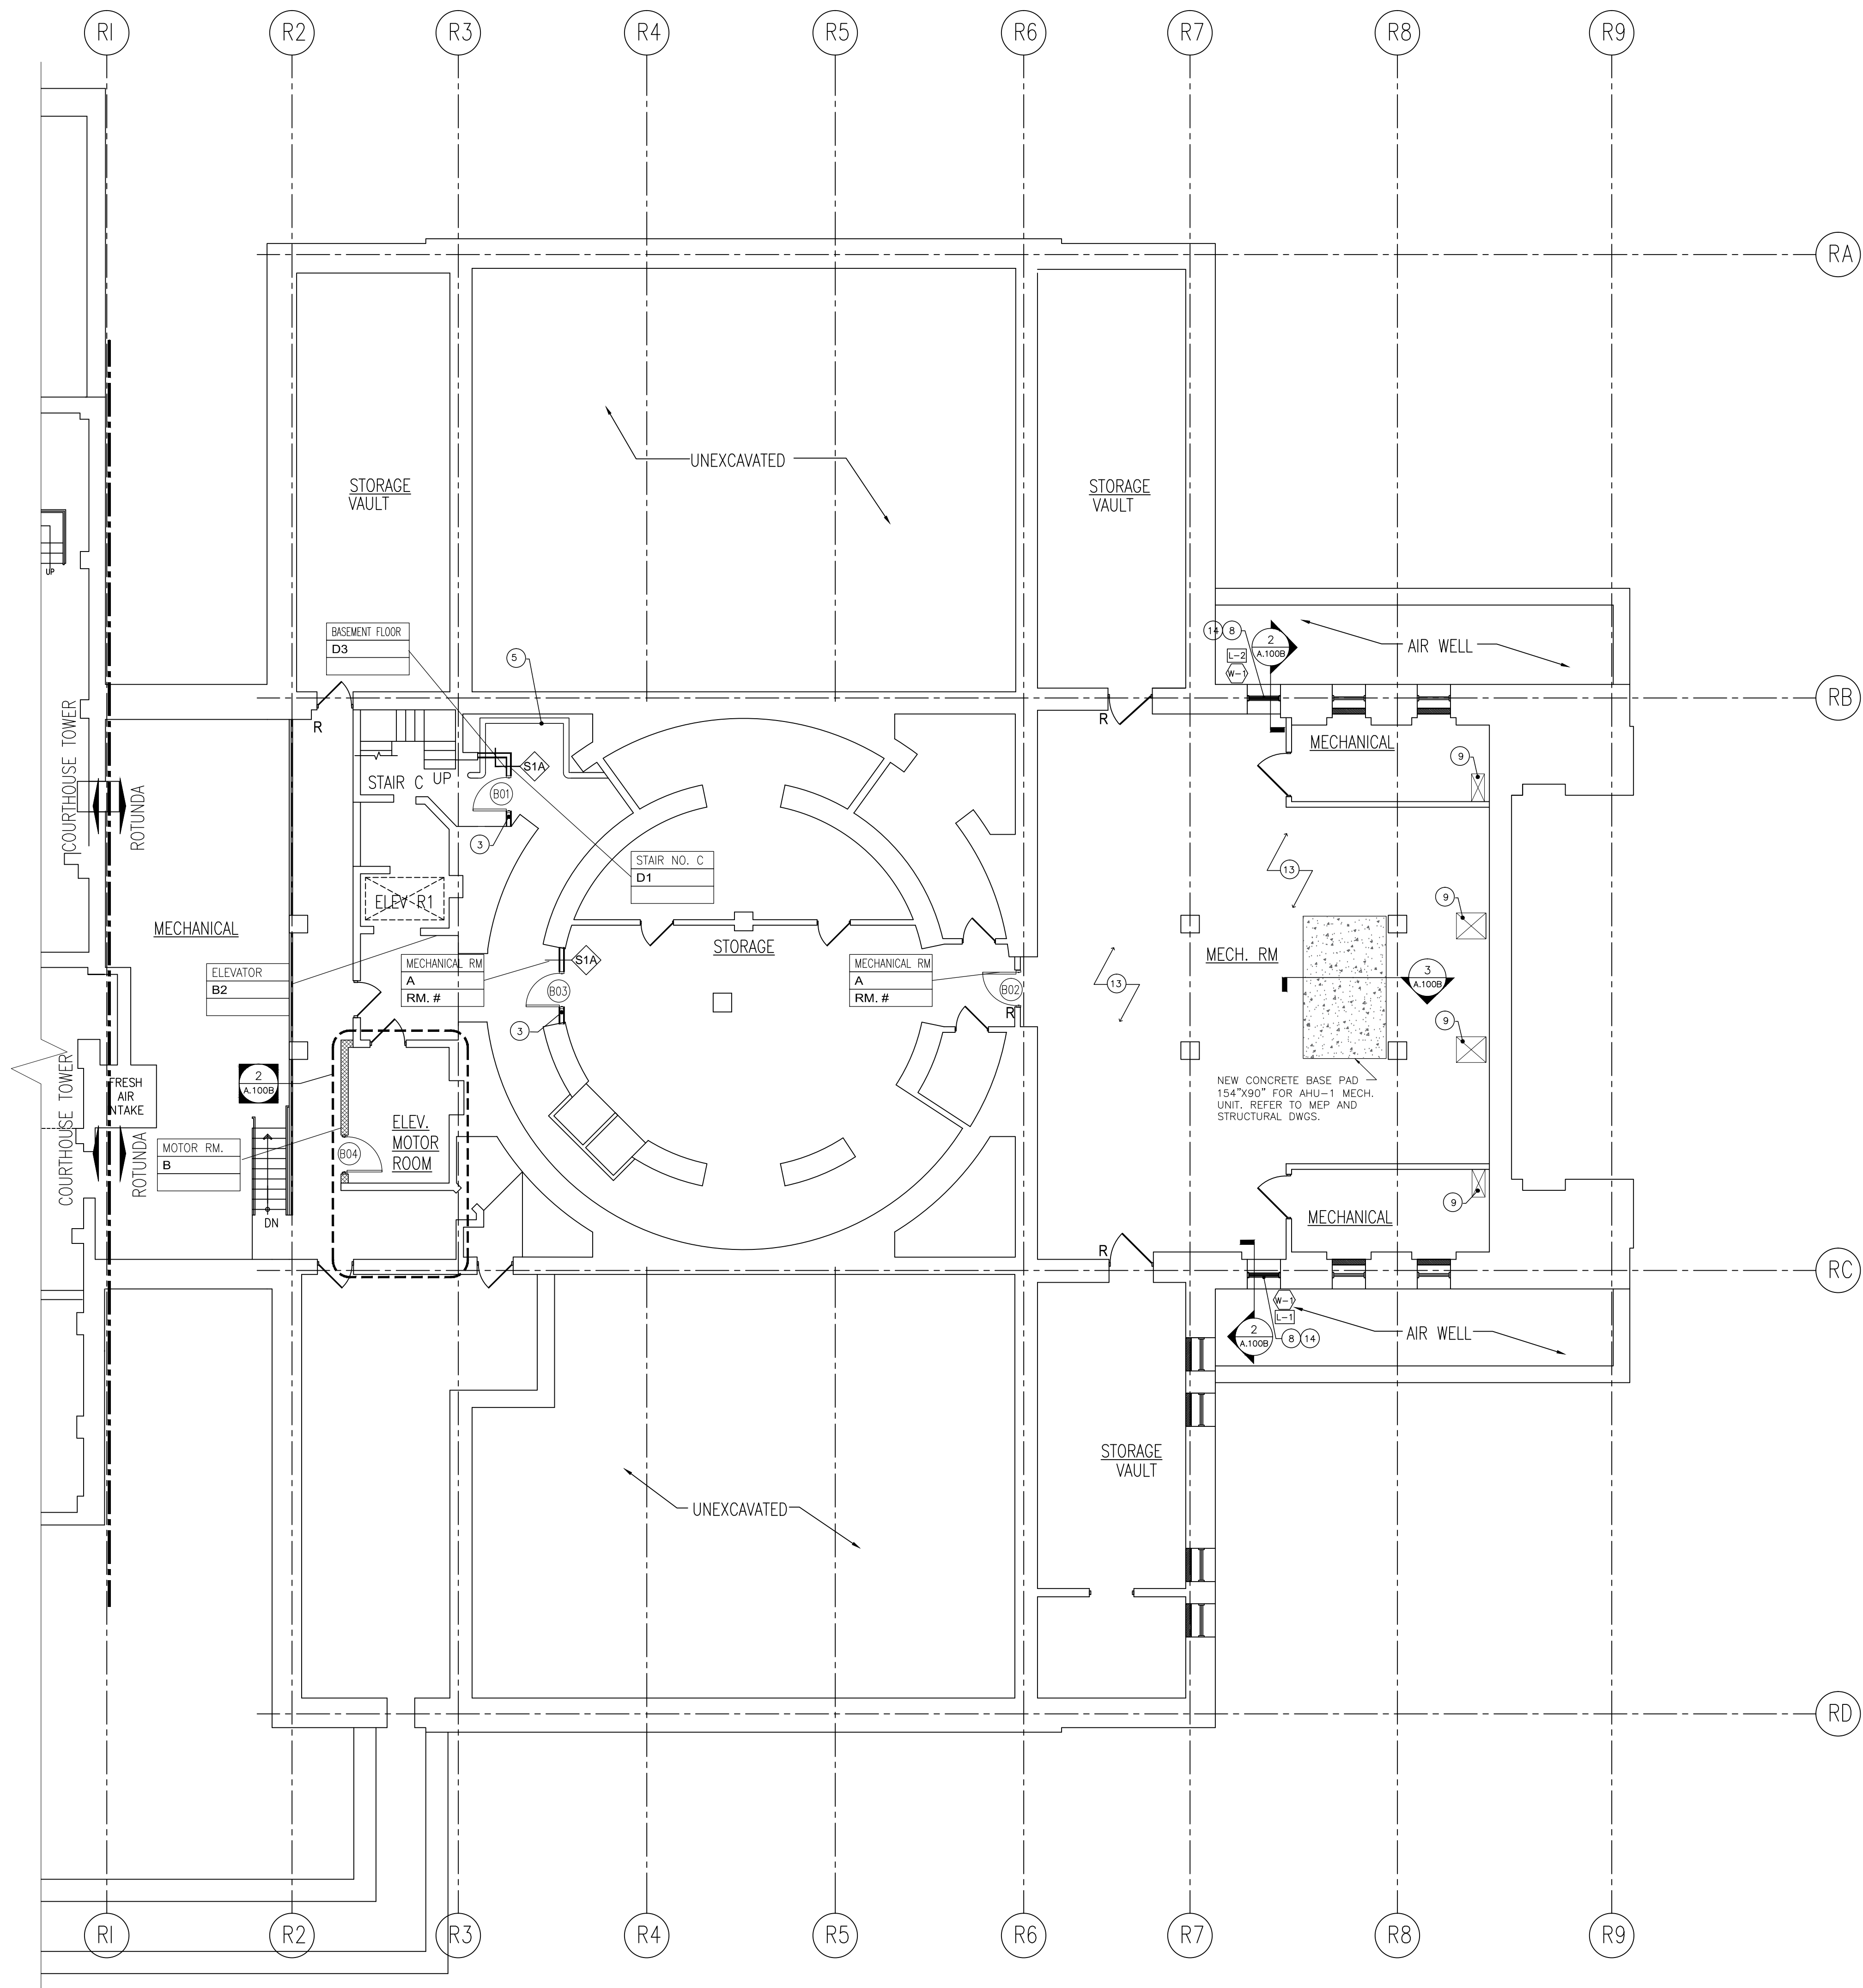 R1
R2
R3
R4
R5
R6
R7
R8
R9
RA
UNEXCAVATED
STORAGE
VAULT
STORAGE
VAULT
UP
BASEMENT FLOOR
D3
5
14
8
2
A.100B
L-2
W-1
AIR WELL
RB
R
R
COURTHOUSE TOWER
ROTUNDA
STAIR C
UP
S1A
B01
3
MECHANICAL
9
STAIR NO. C
D1
13
ELEV R1
9
MECHANICAL
STORAGE
MECH. RM
ELEVATOR
B2
MECHANICAL RM
A
RM. #
S1A
B03
3
MECHANICAL RM
A
RM. #
B02
R
13
3
A.100B
9
2
A.100B
FRESH
AIR
NTAKE
COURTHOUSE TOWER
ROTUNDA
NEW CONCRETE BASE PAD
154"X90" FOR AHU-1 MECH.
UNIT. REFER TO MEP AND
STRUCTURAL DWGS.
ELEV.
MOTOR
ROOM
MOTOR RM.
B
B04
DN
9
MECHANICAL
R
RC
W-1
L-1
2
A.100B
8
14
AIR WELL
STORAGE
VAULT
UNEXCAVATED
RD
R1
R2
R3
R4
R5
R6
R7
R8
R9